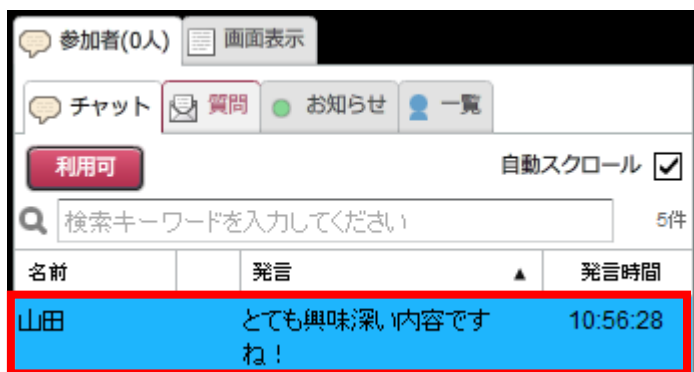 参加者(0人) 画面表示
チャット 質問 お知らせ 一覧
利用可 自動スクロール
検索キーワードを入力してください 5件
名前 発言 ▲ 発言時間
山田 とても興味深い内容です 10:56:28
ね！